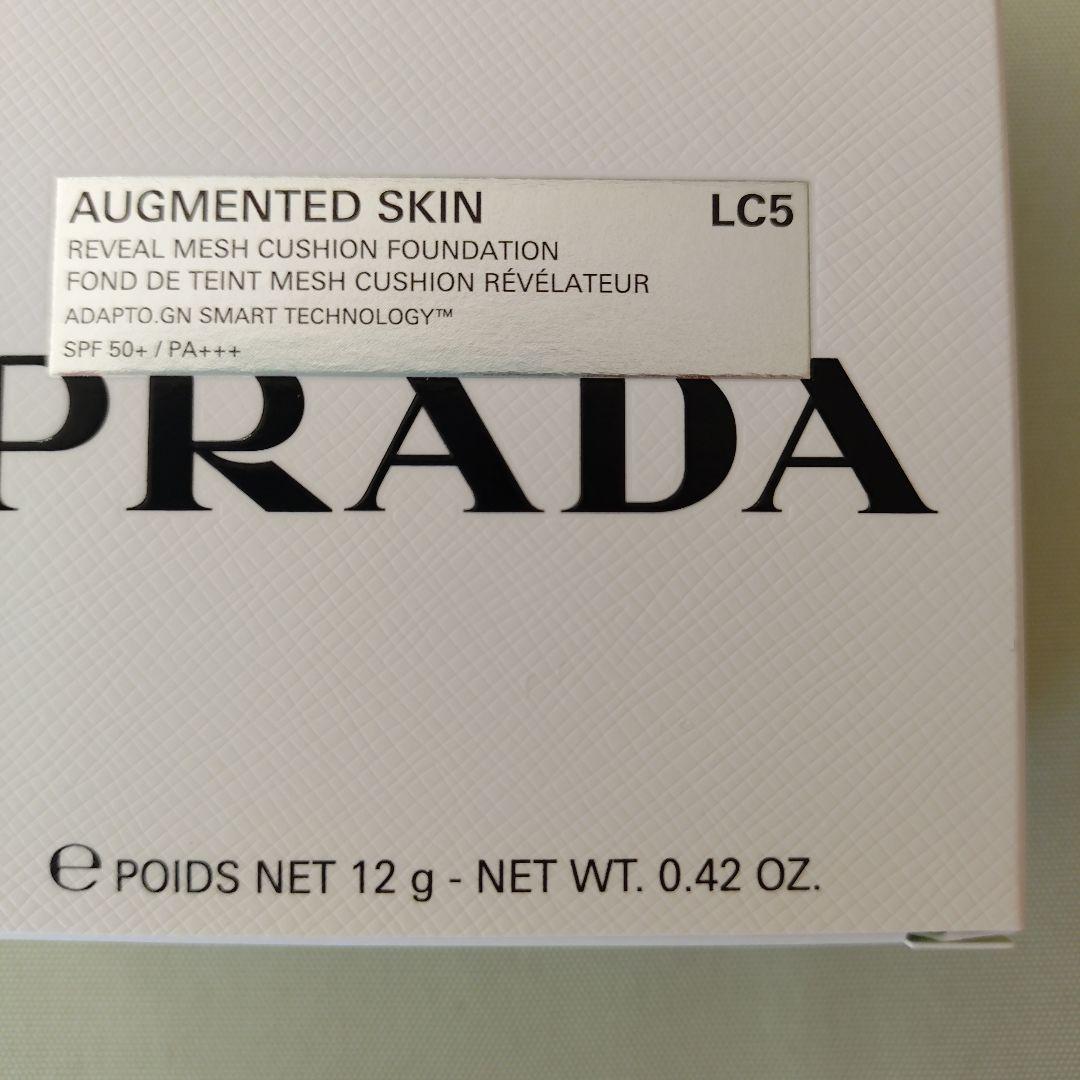 AUGMENTED SKIN LC5
REVEAL MESH CUSHION FOUNDATION
FOND DE TEINT MESH CUSHION RÉVÉLATEUR
ADAPTO.GN SMART TECHNOLOGY™
SPF 50+ / PA+++
PRADA
℮ POIDS NET 12 g - NET WT. 0.42 OZ.